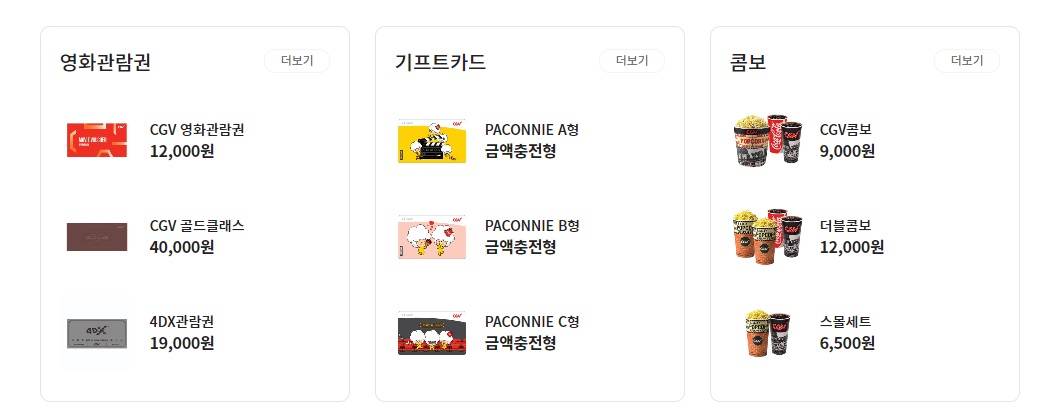 영화관람권
더보기
CGV 영화관람권
12,000원
CGV 골드클래스
40,000원
4DX
4DX관람권
19,000원
기프트카드
더보기
PACONNIE A형
금액충전형
PACONNIE B형
금액충전형
PACONNIE C형
금액충전형
콤보
더보기
POPCORN
Coca-Cola
CGV콤보
9,000원
더블콤보
12,000원
스몰세트
6,500원